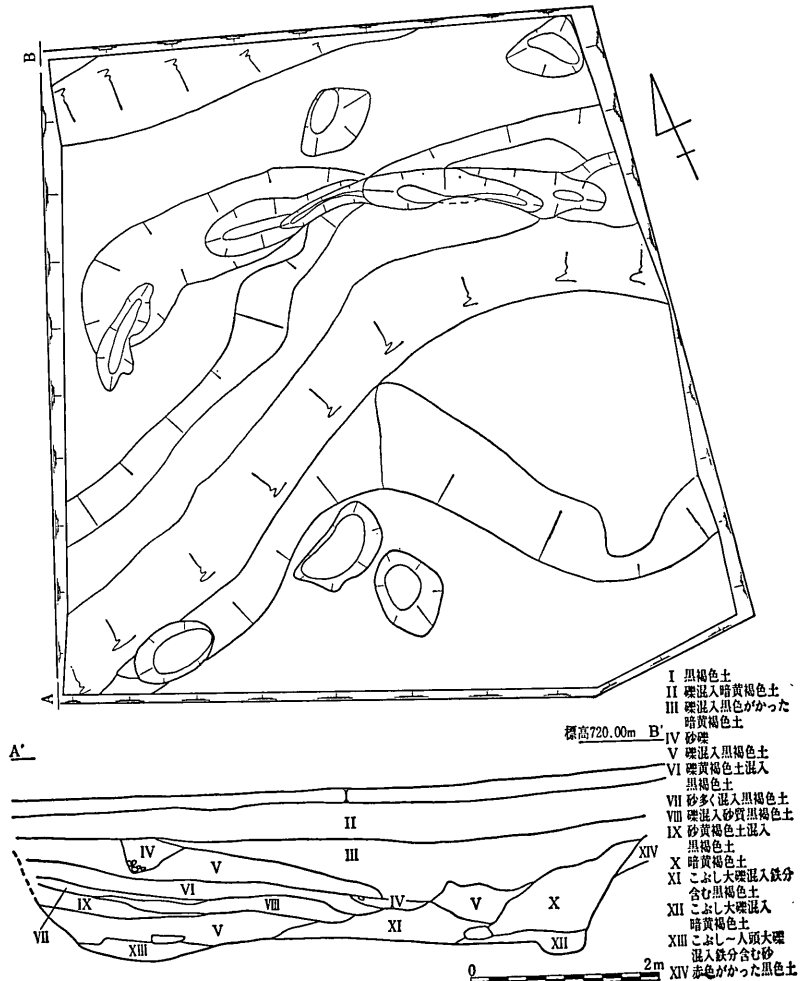 B
A
I 黒褐色土
II 礫混入暗黄褐色土
III 礫混入黒色がかった
暗黄褐色土
IV 砂礫
V 礫混入黒褐色土
VI 礫黄褐色土混入
黒褐色土
VII 砂多く混入黒褐色土
VIII 礫混入砂質黒褐色土
IX 砂黄褐色土混入
黒褐色土
X 暗黄褐色土
XI こぶし大礫混入鉄分
含む黒褐色土
XII こぶし大礫混入
暗黄褐色土
XIII こぶし～人頭大礫
混入鉄分含む砂
XIV 赤色がかった黒色土
標高720.00m B'
A'
I
II
III
IV
V
VI
IX
VIII
IV
V
X
XIV
VII
V
XI
XIII
XII
0 2m